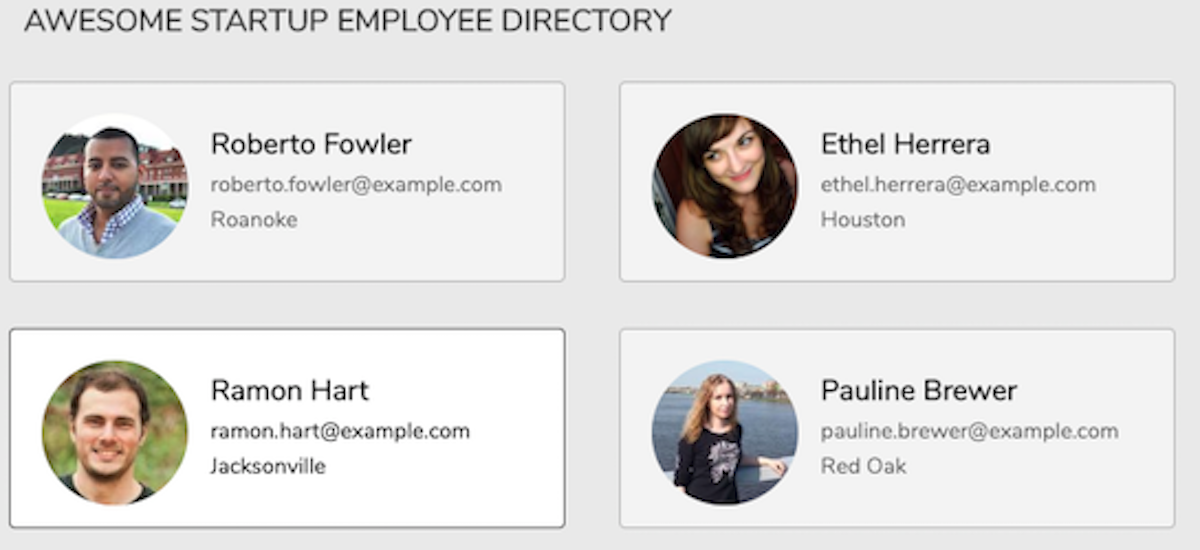 AWESOME STARTUP EMPLOYEE DIRECTORY
Roberto Fowler
roberto.fowler@example.com
Roanoke
Ethel Herrera
ethel.herrera@example.com
Houston
Ramon Hart
ramon.hart@example.com
Jacksonville
Pauline Brewer
pauline.brewer@example.com
Red Oak